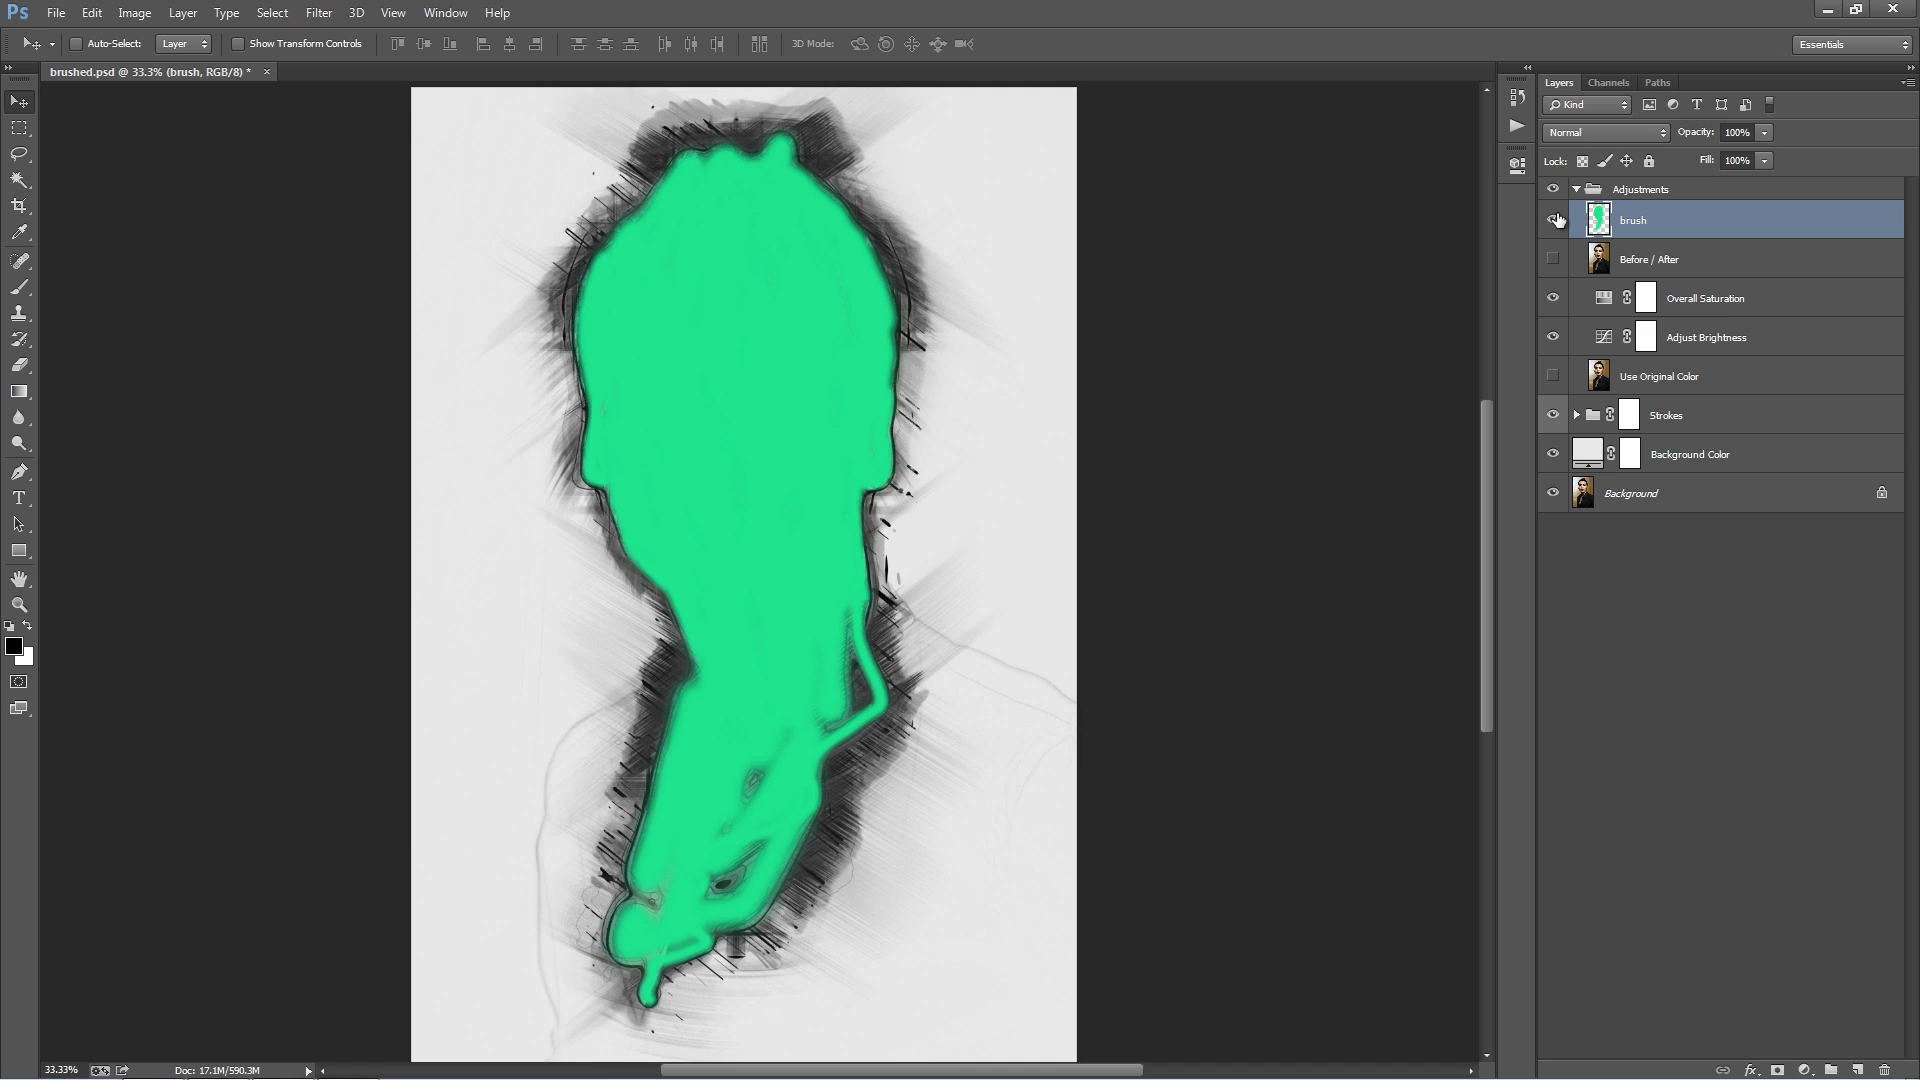 Ps File Edit Image Layer Type Select Filter 3D View Window Help
Auto-Select: Layer Show Transform Controls 3D Mode: Essentials
brushed.psd @ 33.3% (brush, RGB/8) * ×
Layers Channels Paths
Kind
Normal Opacity: 100%
Lock: Fill: 100%
Adjustments
brush
Before / After
Overall Saturation
Adjust Brightness
Use Original Color
Strokes
Background Color
Background
33.33% Doc: 17.1M/590.3M